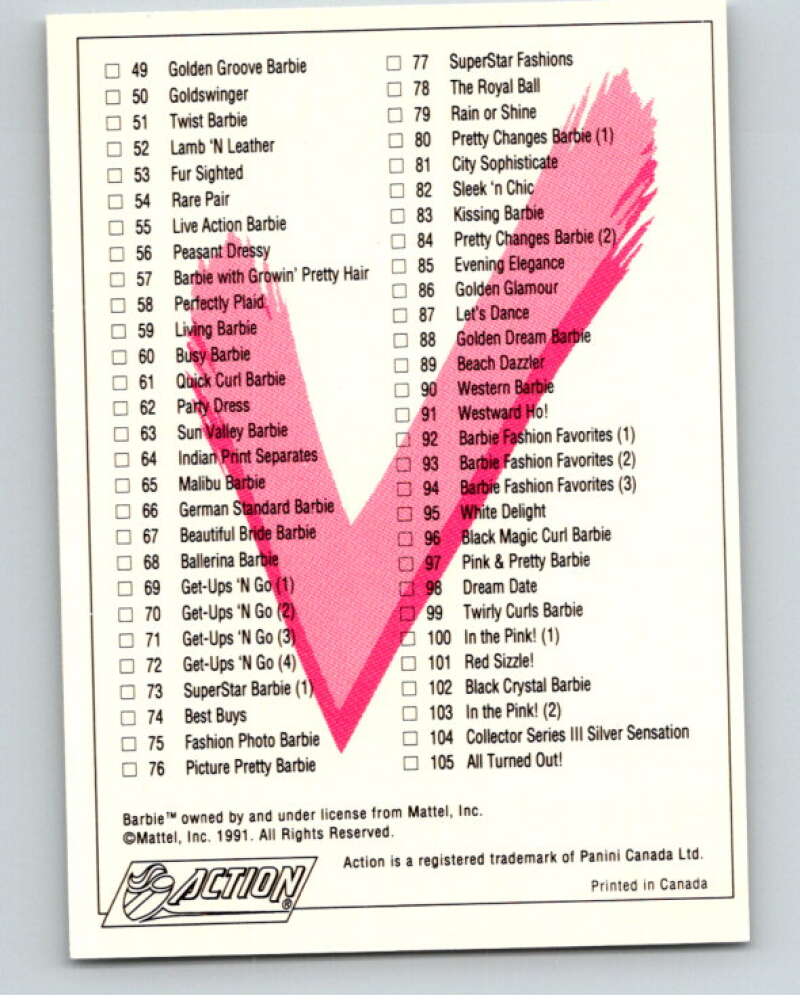 49 Golden Groove Barbie
50 Goldswinger
51 Twist Barbie
52 Lamb 'N Leather
53 Fur Sighted
54 Rare Pair
55 Live Action Barbie
56 Peasant Dressy
57 Barbie with Growin' Pretty Hair
58 Perfectly Plaid
59 Living Barbie
60 Busy Barbie
61 Quick Curl Barbie
62 Party Dress
63 Sun Valley Barbie
64 Indian Print Separates
65 Malibu Barbie
66 German Standard Barbie
67 Beautiful Bride Barbie
68 Ballerina Barbie
69 Get-Ups 'N Go (1)
70 Get-Ups 'N Go (2)
71 Get-Ups 'N Go (3)
72 Get-Ups 'N Go (4)
73 SuperStar Barbie (1)
74 Best Buys
75 Fashion Photo Barbie
76 Picture Pretty Barbie
77 SuperStar Fashions
78 The Royal Ball
79 Rain or Shine
80 Pretty Changes Barbie (1)
81 City Sophisticate
82 Sleek 'n Chic
83 Kissing Barbie
84 Pretty Changes Barbie (2)
85 Evening Elegance
86 Golden Glamour
87 Let's Dance
88 Golden Dream Barbie
89 Beach Dazzler
90 Western Barbie
91 Westward Ho!
92 Barbie Fashion Favorites (1)
93 Barbie Fashion Favorites (2)
94 Barbie Fashion Favorites (3)
95 White Delight
96 Black Magic Curl Barbie
97 Pink & Pretty Barbie
98 Dream Date
99 Twirly Curls Barbie
100 In the Pink! (1)
101 Red Sizzle!
102 Black Crystal Barbie
103 In the Pink! (2)
104 Collector Series III Silver Sensation
105 All Turned Out!
Barbie™ owned by and under license from Mattel, Inc.
©Mattel, Inc. 1991. All Rights Reserved.
ACTION®
Action is a registered trademark of Panini Canada Ltd.
Printed in Canada